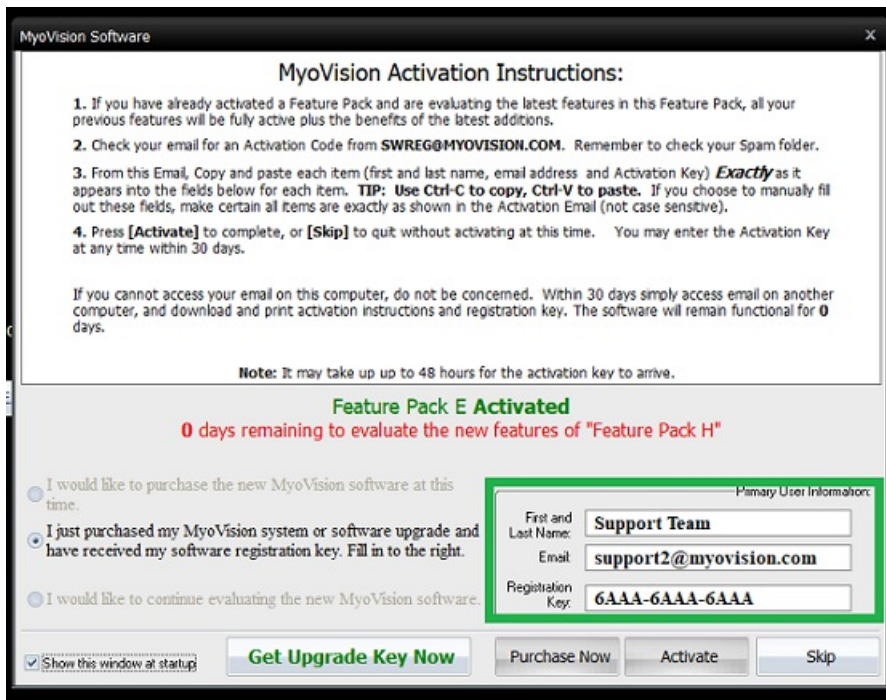 MyoVision Software x
MyoVision Activation Instructions:
1. If you have already activated a Feature Pack and are evaluating the latest features in this Feature Pack, all your
previous features will be fully active plus the benefits of the latest additions.
2. Check your email for an Activation Code from SWREG@MYOVISION.COM. Remember to check your Spam folder.
3. From this Email, Copy and paste each item (first and last name, email address and Activation Key) Exactly as it
appears into the fields below for each item. TIP: Use Ctrl-C to copy, Ctrl-V to paste. If you choose to manually fill
out these fields, make certain all items are exactly as shown in the Activation Email (not case sensitive).
4. Press [Activate] to complete, or [Skip] to quit without activating at this time. You may enter the Activation Key
at any time within 30 days.
If you cannot access your email on this computer, do not be concerned. Within 30 days simply access email on another
computer, and download and print activation instructions and registration key. The software will remain functional for 0
days.
Note: It may take up up to 48 hours for the activation key to arrive.
Feature Pack E Activated
0 days remaining to evaluate the new features of "Feature Pack H"
I would like to purchase the new MyoVision software at this
time.
I just purchased my MyoVision system or software upgrade and
have received my software registration key. Fill in to the right.
I would like to continue evaluating the new MyoVision software.
Primary User Information:
First and
Last Name: Support Team
Email: support2@myovision.com
Registration
Key: 6AAA-6AAA-6AAA
Show this window at startup
Get Upgrade Key Now
Purchase Now
Activate
Skip